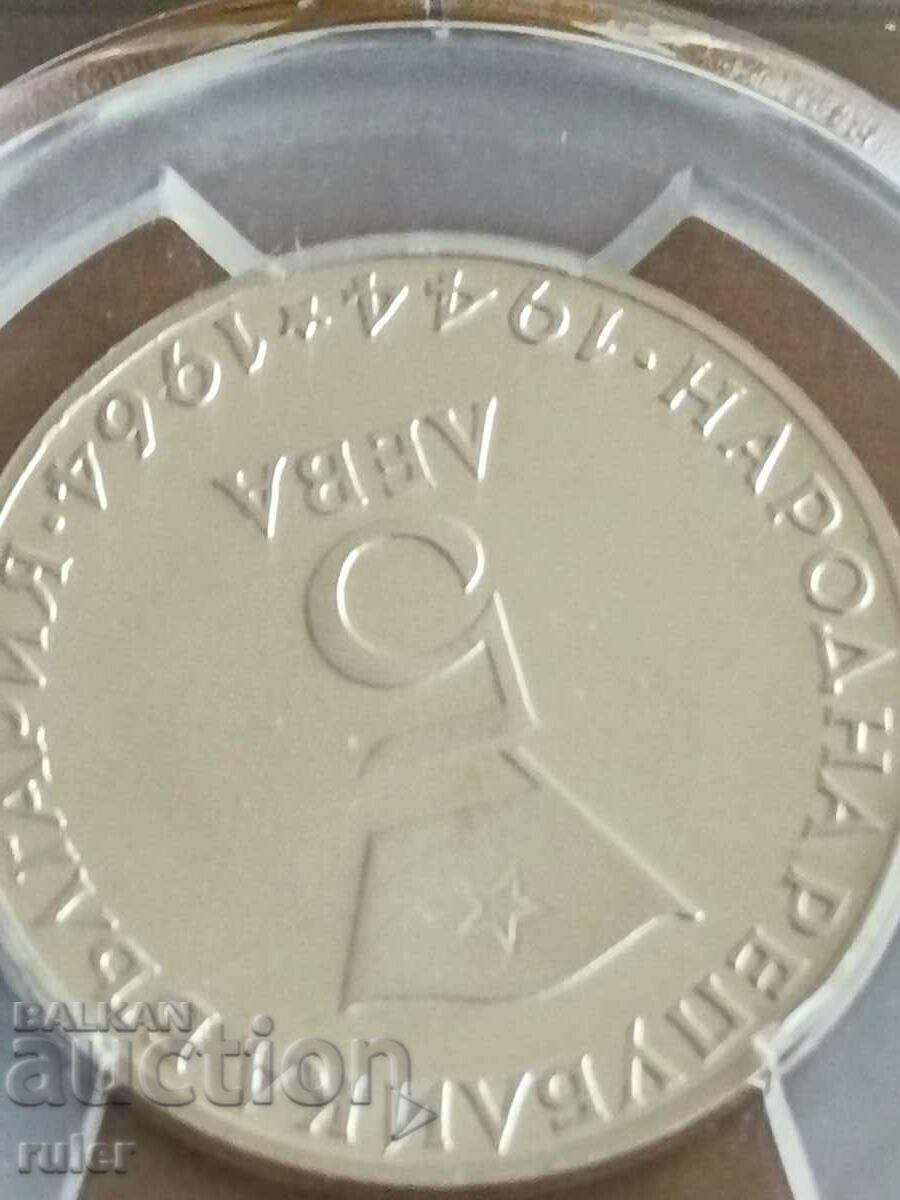 · НАРОДНА РЕПУБЛИКА БЪЛГАРИЯ ·
1944 * 1964
5
ЛЕВА
BALKAN
auction
ruler